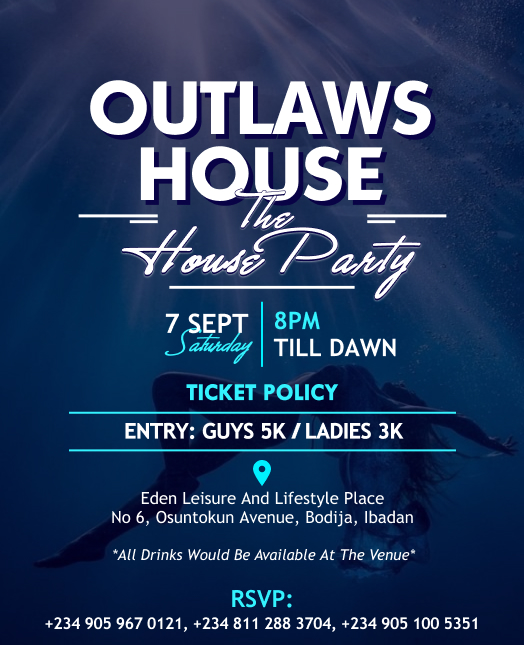 OUTLAWS
HOUSE
The
House Party
7 SEPT
Saturday
8PM
TILL DAWN
TICKET POLICY
ENTRY: GUYS 5K / LADIES 3K
Eden Leisure And Lifestyle Place
No 6, Osuntokun Avenue, Bodija, Ibadan
*All Drinks Would Be Available At The Venue*
RSVP:
+234 905 967 0121, +234 811 288 3704, +234 905 100 5351